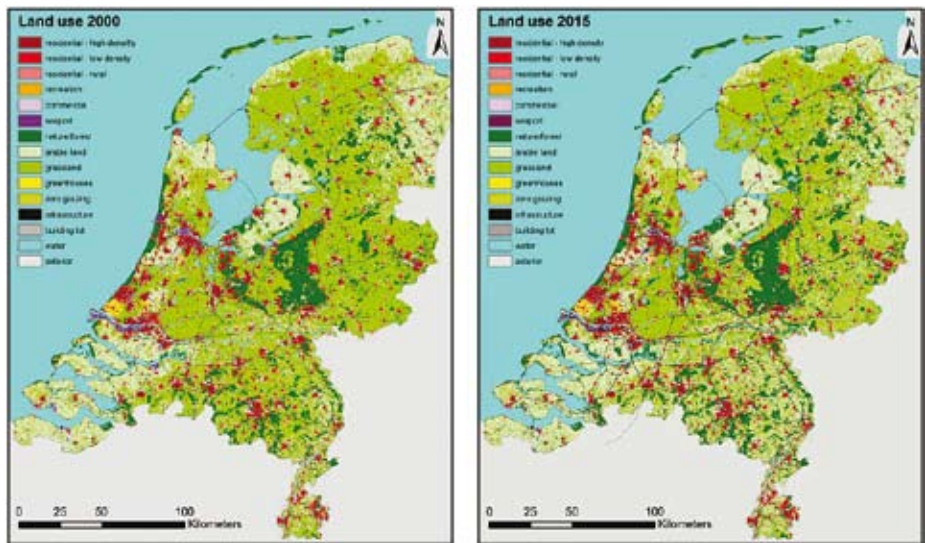 Land use 2000
N
residential - high-density
residential - low density
residential - rural
recreation
commercial
nature/forest
arable land
grassland
greenhouses
zero grazing
infrastructure
building lot
water
exterior
0 25 50 100
Kilometers
Land use 2015
N
residential - high density
residential - low density
residential - rural
recreation
commercial
nature/forest
arable land
grassland
greenhouses
zero grazing
infrastructure
building lot
water
exterior
0 25 50 100
Kilometers